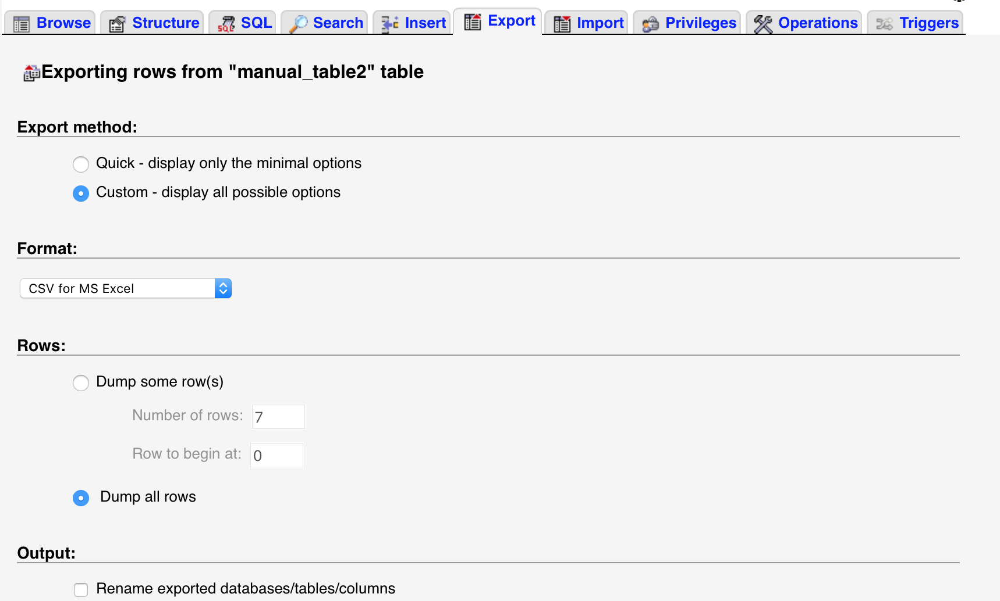 Browse Structure SQL Search Insert Export Import Privileges Operations Triggers
Exporting rows from "manual_table2" table
Export method:
Quick - display only the minimal options
Custom - display all possible options
Format:
CSV for MS Excel
Rows:
Dump some row(s)
Number of rows: 7
Row to begin at: 0
Dump all rows
Output:
Rename exported databases/tables/columns